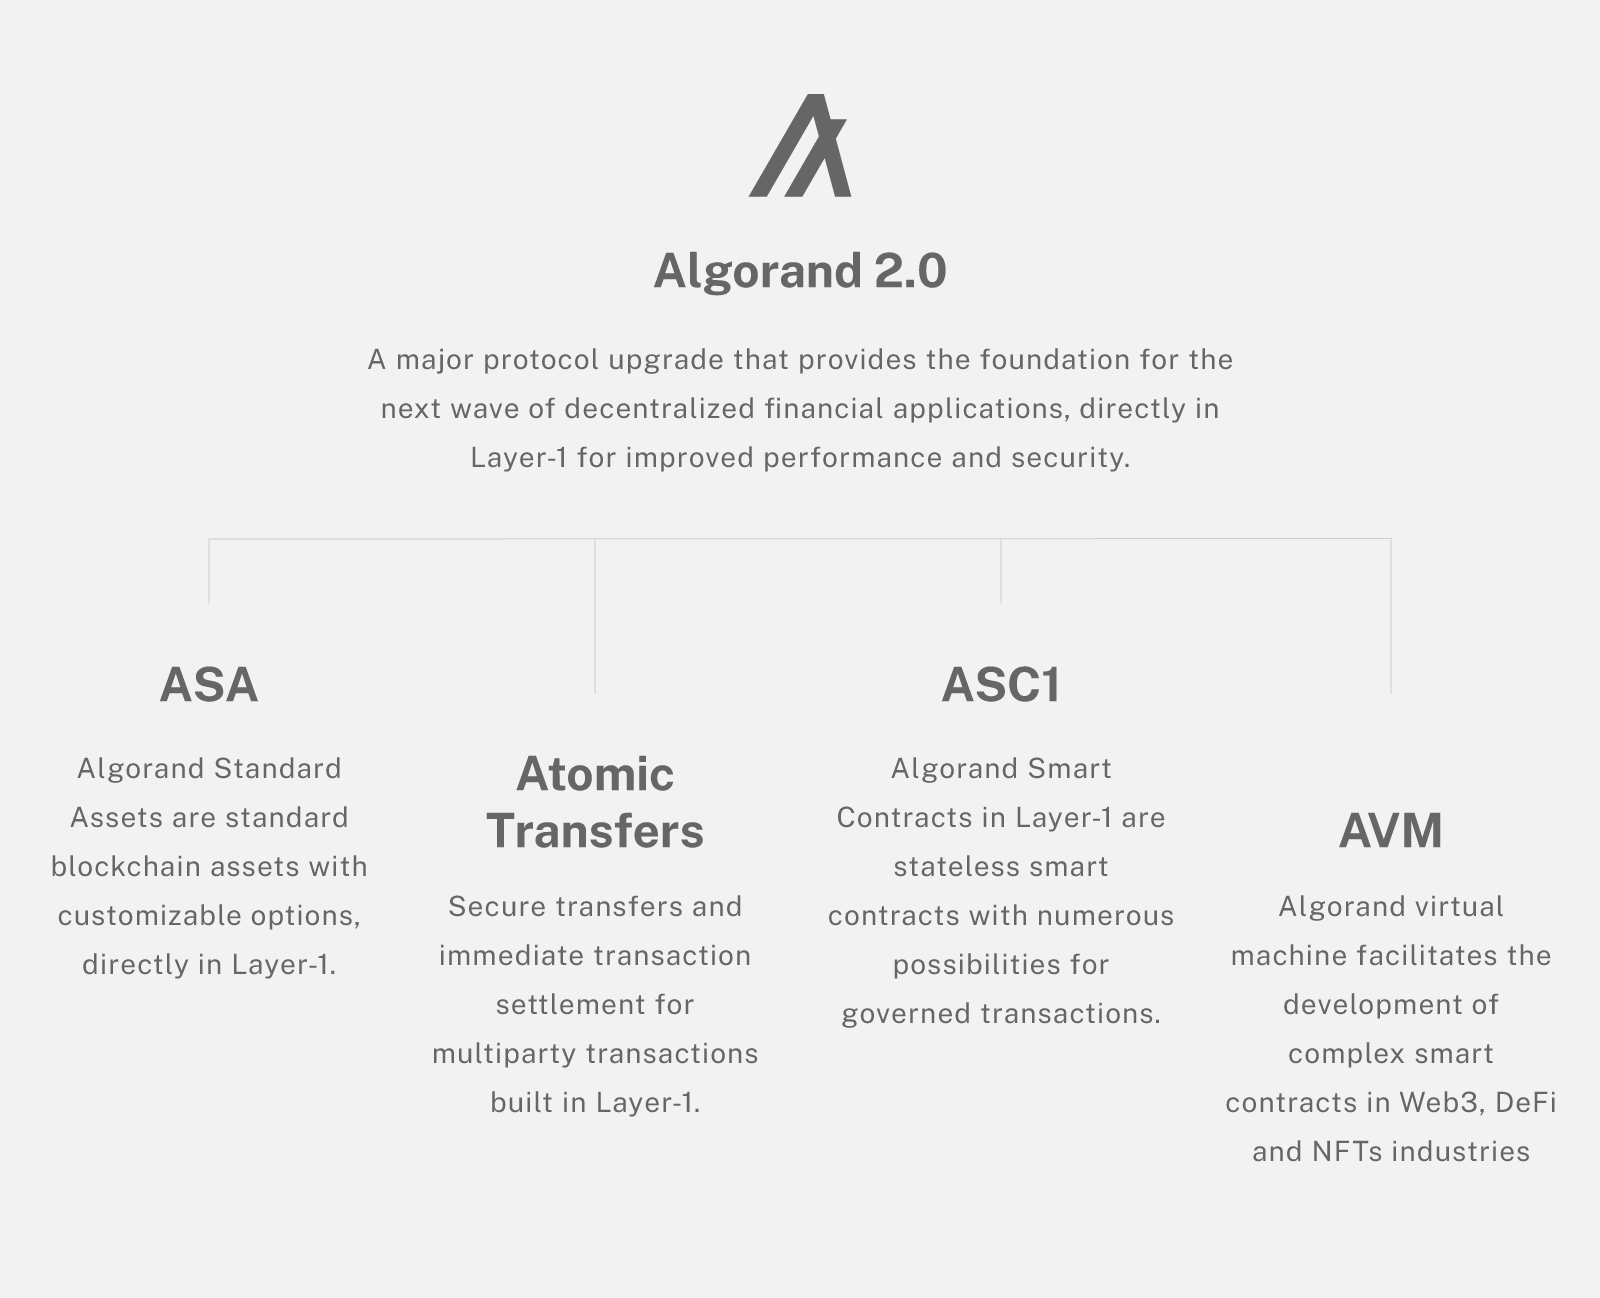 Algorand 2.0
A major protocol upgrade that provides the foundation for the
next wave of decentralized financial applications, directly in
Layer-1 for improved performance and security.
ASA
Algorand Standard
Assets are standard
blockchain assets with
customizable options,
directly in Layer-1.
Atomic
Transfers
Secure transfers and
immediate transaction
settlement for
multiparty transactions
built in Layer-1.
ASC1
Algorand Smart
Contracts in Layer-1 are
stateless smart
contracts with numerous
possibilities for
governed transactions.
AVM
Algorand virtual
machine facilitates the
development of
complex smart
contracts in Web3, DeFi
and NFTs industries